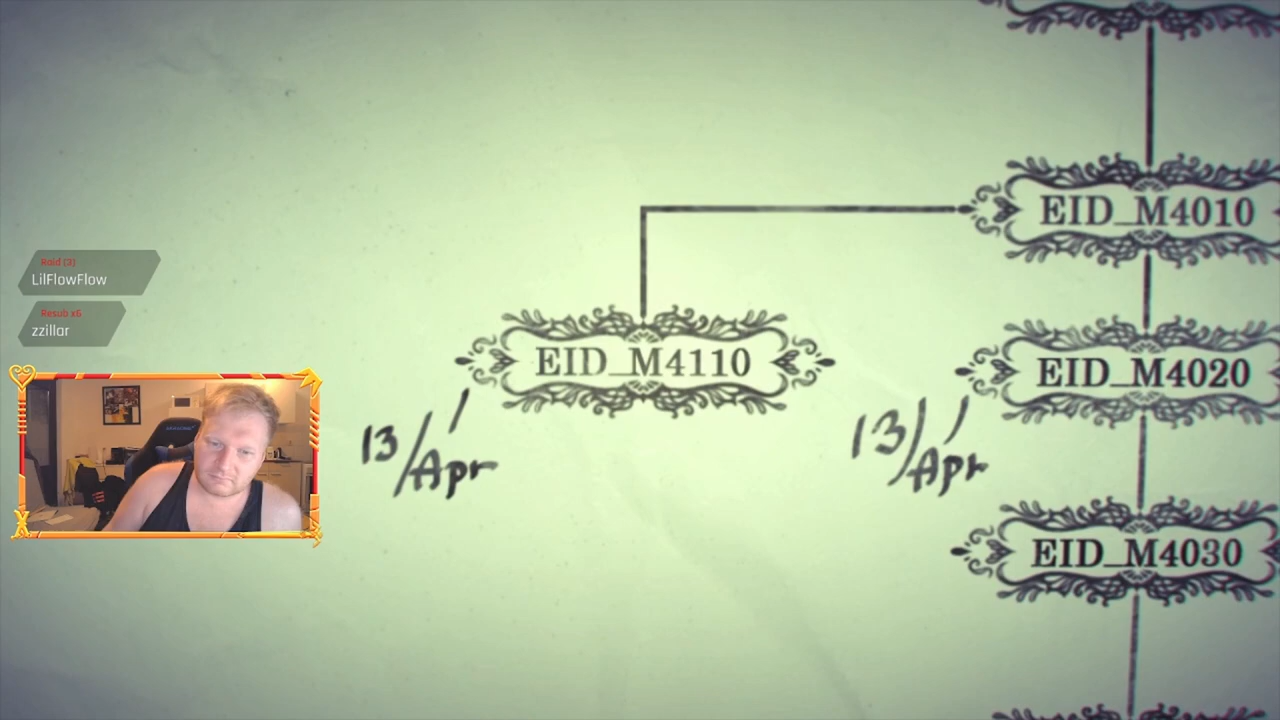 EID_M4010
EID_M4110
EID_M4020
13/Apr
13/Apr
EID_M4030
Raid [3]
LilFlowFlow
Resub x6
zzillar